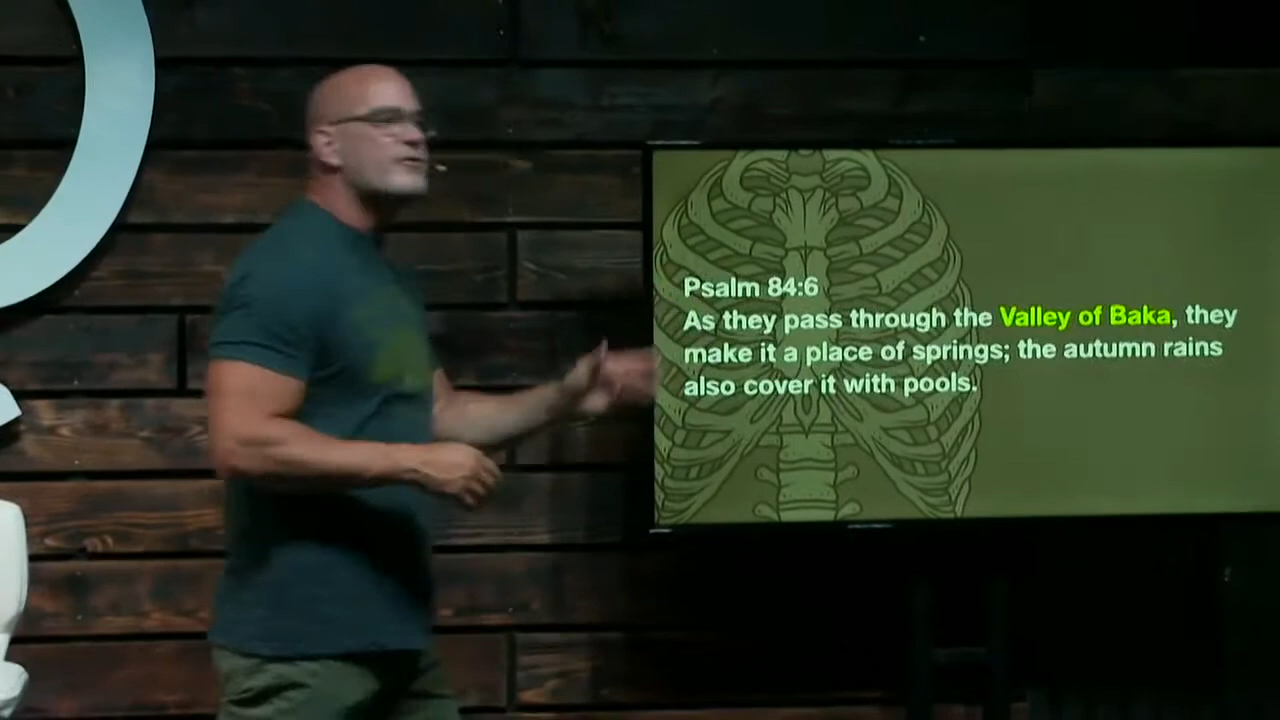 Psalm 84:6
As they pass through the Valley of Baka, they
make it a place of springs; the autumn rains
also cover it with pools.